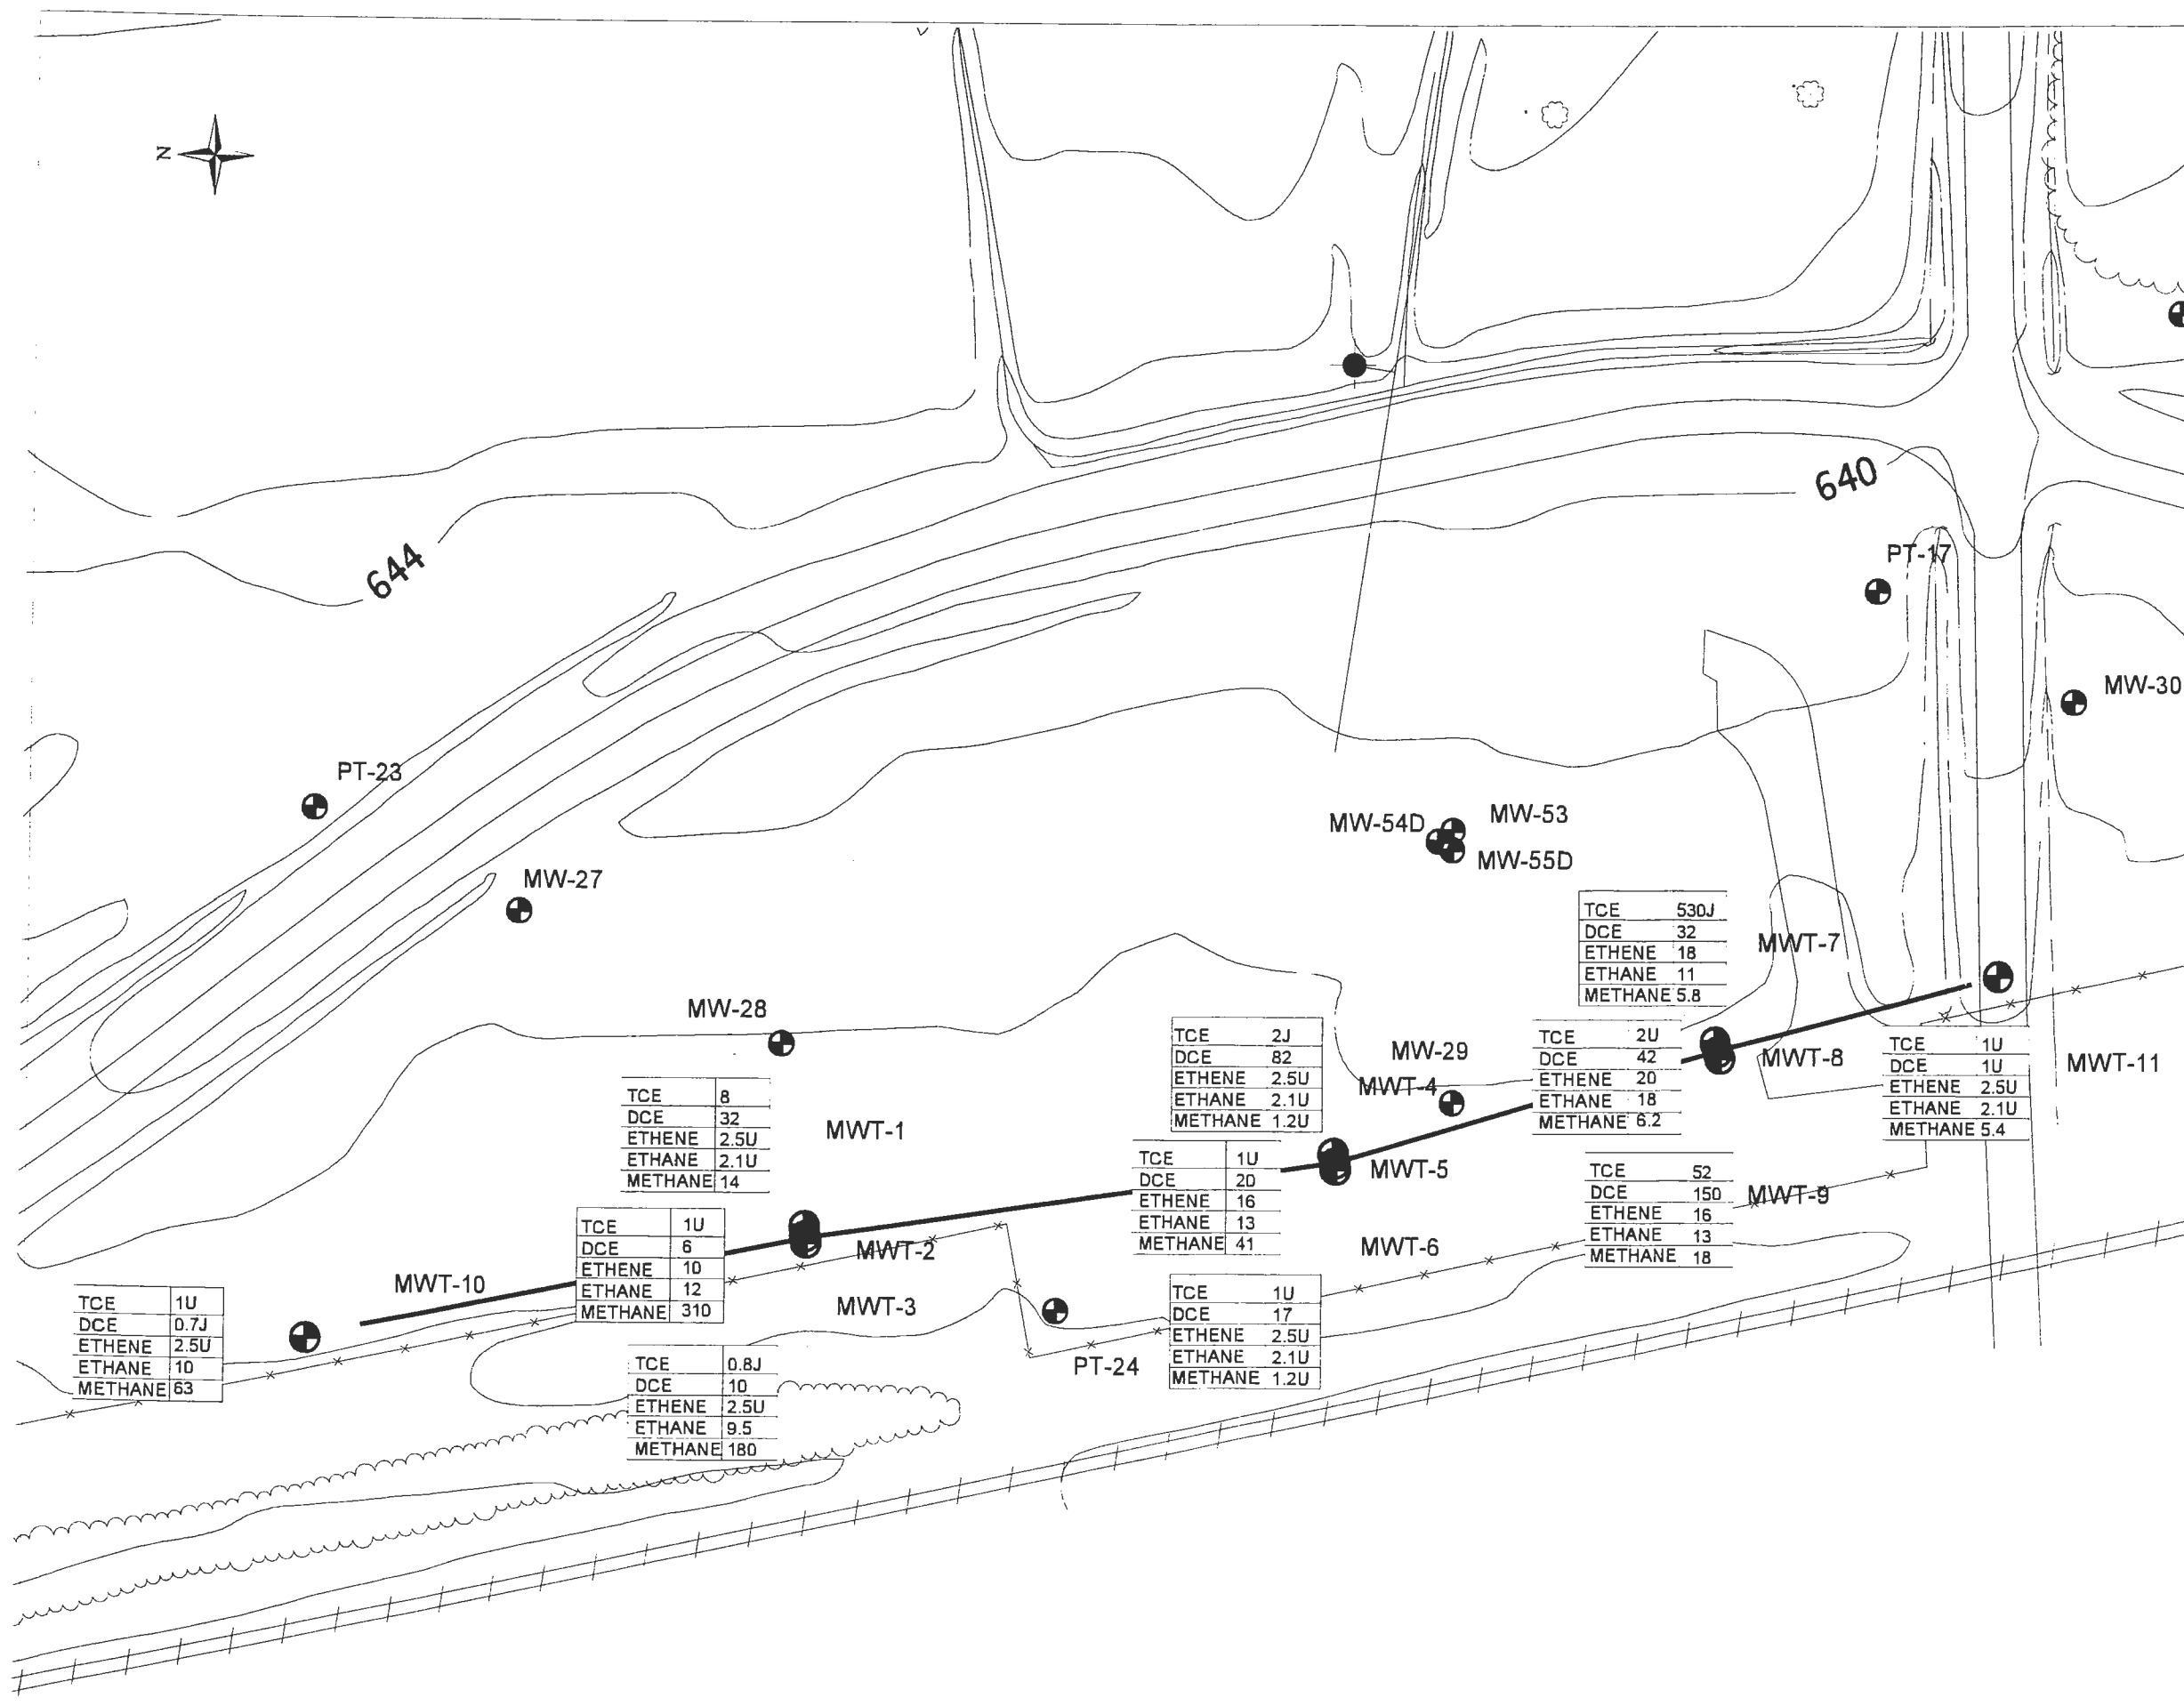 N
640
644
PT-17
MW-30
PT-23
MW-54D
MW-53
MW-55D
MW-27
TCE 530J
DCE 32
ETHENE 18
ETHANE 11
METHANE 5.8
MWT-7
MW-28
TCE 2J
DCE 82
ETHENE 2.5U
ETHANE 2.1U
METHANE 1.2U
MW-29
MWT-4
TCE 2U
DCE 42
ETHENE 20
ETHANE 18
METHANE 6.2
MWT-8
TCE 1U
DCE 1U
ETHENE 2.5U
ETHANE 2.1U
METHANE 5.4
MWT-11
TCE 8
DCE 32
ETHENE 2.5U
ETHANE 2.1U
METHANE 14
MWT-1
TCE 1U
DCE 20
ETHENE 16
ETHANE 13
METHANE 41
MWT-5
TCE 52
DCE 150
ETHENE 16
ETHANE 13
METHANE 18
MWT-9
TCE 1U
DCE 6
ETHENE 10
ETHANE 12
METHANE 310
MWT-2
MWT-6
MWT-10
TCE 1U
DCE 0.7J
ETHENE 2.5U
ETHANE 10
METHANE 63
MWT-3
TCE 1U
DCE 17
ETHENE 2.5U
ETHANE 2.1U
METHANE 1.2U
PT-24
TCE 0.8J
DCE 10
ETHENE 2.5U
ETHANE 9.5
METHANE 180